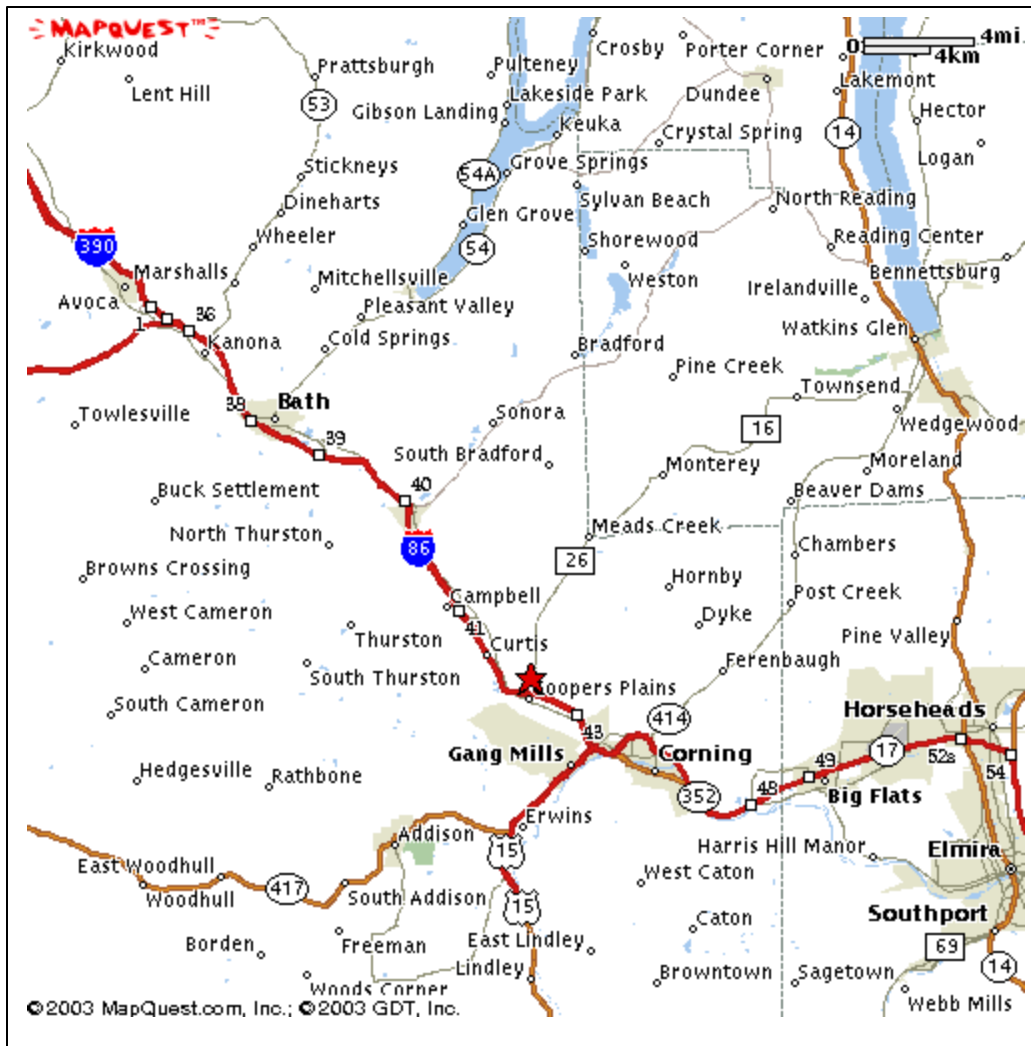 MAPQUEST™
Kirkwood
Prattsburgh
Pulteney
Crosby
Porter Corner
0
4mi
4km
Lent Hill
53
Gibson Landing
Lakeside Park
Dundee
Lakemont
Hector
Keuka
Crystal Spring
14
Logan
Stickneys
54A
Grove Springs
Dineharts
Sylvan Beach
North Reading
Glen Grove
390
Wheeler
54
Shorewood
Reading Center
Marshalls
Mitchellsville
Weston
Bennettsburg
Avoca
Irelandville
Pleasant Valley
36
1
Kanona
Cold Springs
Bradford
Watkins Glen
Pine Creek
Townsend
38
Bath
Towlesville
Sonora
Wedgewood
39
16
South Bradford
Monterey
Moreland
40
Buck Settlement
Beaver Dams
North Thurston
Meads Creek
86
Chambers
26
Browns Crossing
Hornby
Campbell
Post Creek
West Cameron
Dyke
41
Thurston
Curtis
Pine Valley
Cameron
Ferenbaugh
South Thurston
Coopers Plains
South Cameron
414
Horseheads
43
Gang Mills
Corning
49
17
52
54
Hedgesville
Rathbone
352
48
Big Flats
Addison
Erwins
Harris Hill Manor
Elmira
15
East Woodhull
West Caton
417
Woodhull
South Addison
15
Southport
Caton
Borden
Freeman
East Lindley
69
Lindley
14
Woods Corner
Browntown
Sagetown
Webb Mills
©2003 MapQuest.com, Inc.; ©2003 GDT, Inc.